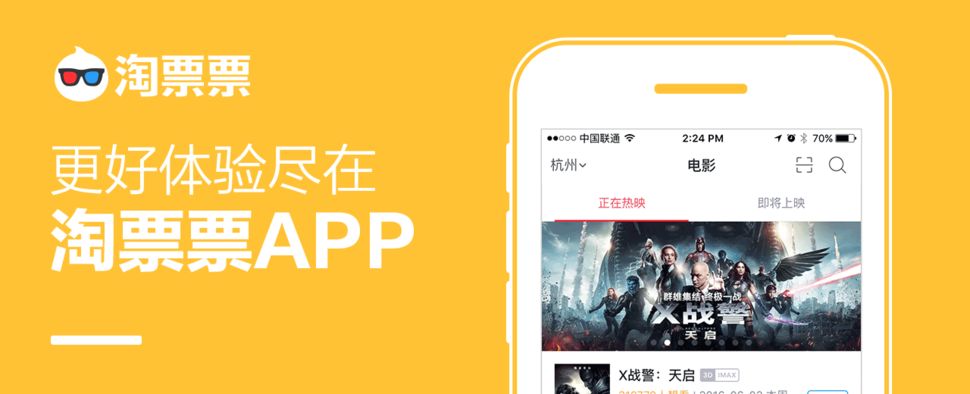 淘票票
更好体验尽在
淘票票APP
中国联通 2:24 PM 70%
杭州 电影
正在热映 即将上映
群雄集结 终极一战
X战警
天启
X战警：天启 3D IMAX